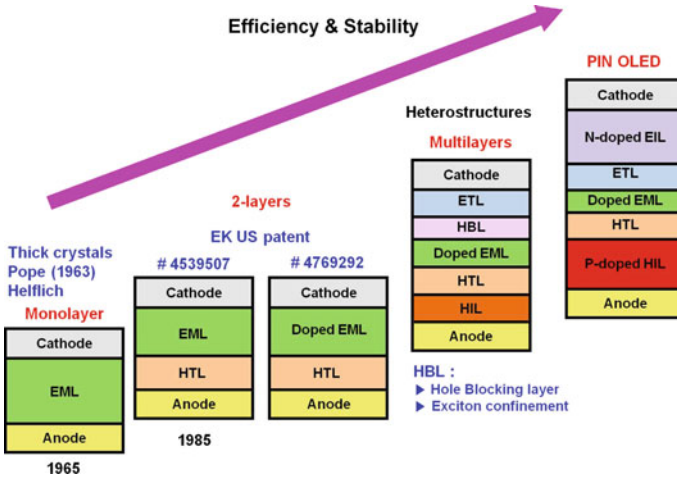 Efficiency & Stability
PIN OLED
Cathode
N-doped EIL
ETL
Doped EML
HTL
P-doped HIL
Anode
Heterostructures
Multilayers
Cathode
ETL
HBL
Doped EML
HTL
HIL
Anode
HBL :
Hole Blocking layer
Exciton confinement
2-layers
EK US patent
# 4539507
Cathode
EML
HTL
Anode
1985
# 4769292
Cathode
Doped EML
HTL
Anode
Thick crystals
Pope (1963)
Helflich
Monolayer
Cathode
EML
Anode
1965